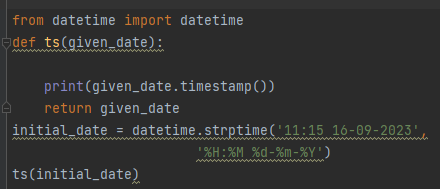 from datetime import datetime
def ts(given_date):
    print(given_date.timestamp())
    return given_date
initial_date = datetime.strptime('11:15 16-09-2023',
                        '%H:%M %d-%m-%Y')
ts(initial_date)